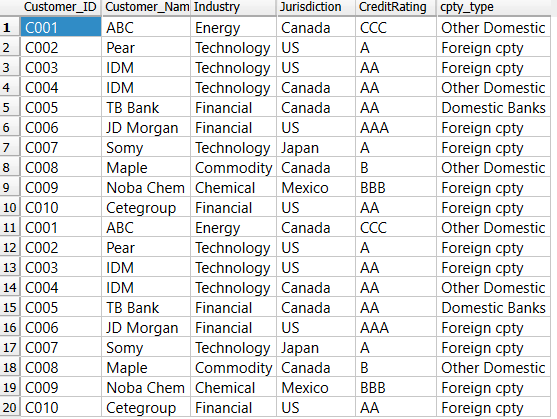 Customer_ID Customer_Nam Industry Jurisdiction CreditRating cpty_type
1 C001 ABC Energy Canada CCC Other Domestic
2 C002 Pear Technology US A Foreign cpty
3 C003 IDM Technology US AA Foreign cpty
4 C004 IDM Technology Canada AA Other Domestic
5 C005 TB Bank Financial Canada AA Domestic Banks
6 C006 JD Morgan Financial US AAA Foreign cpty
7 C007 Somy Technology Japan A Foreign cpty
8 C008 Maple Commodity Canada B Other Domestic
9 C009 Noba Chem Chemical Mexico BBB Foreign cpty
10 C010 Cetegroup Financial US AA Foreign cpty
11 C001 ABC Energy Canada CCC Other Domestic
12 C002 Pear Technology US A Foreign cpty
13 C003 IDM Technology US AA Foreign cpty
14 C004 IDM Technology Canada AA Other Domestic
15 C005 TB Bank Financial Canada AA Domestic Banks
16 C006 JD Morgan Financial US AAA Foreign cpty
17 C007 Somy Technology Japan A Foreign cpty
18 C008 Maple Commodity Canada B Other Domestic
19 C009 Noba Chem Chemical Mexico BBB Foreign cpty
20 C010 Cetegroup Financial US AA Foreign cpty